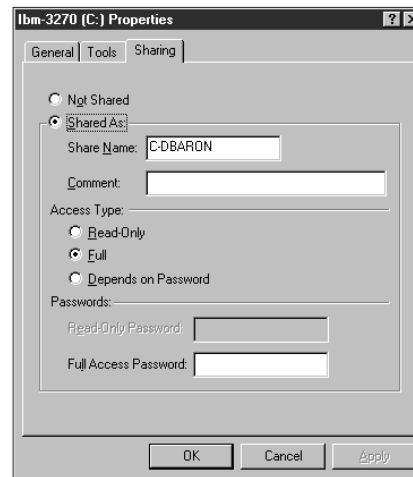 Ibm-3270 (C:) Properties
General Tools Sharing
Not Shared
Shared As:
Share Name: C-DBARON
Comment:
Access Type:
Read-Only
Full
Depends on Password
Passwords:
Read-Only Password:
Full Access Password:
OK Cancel Apply